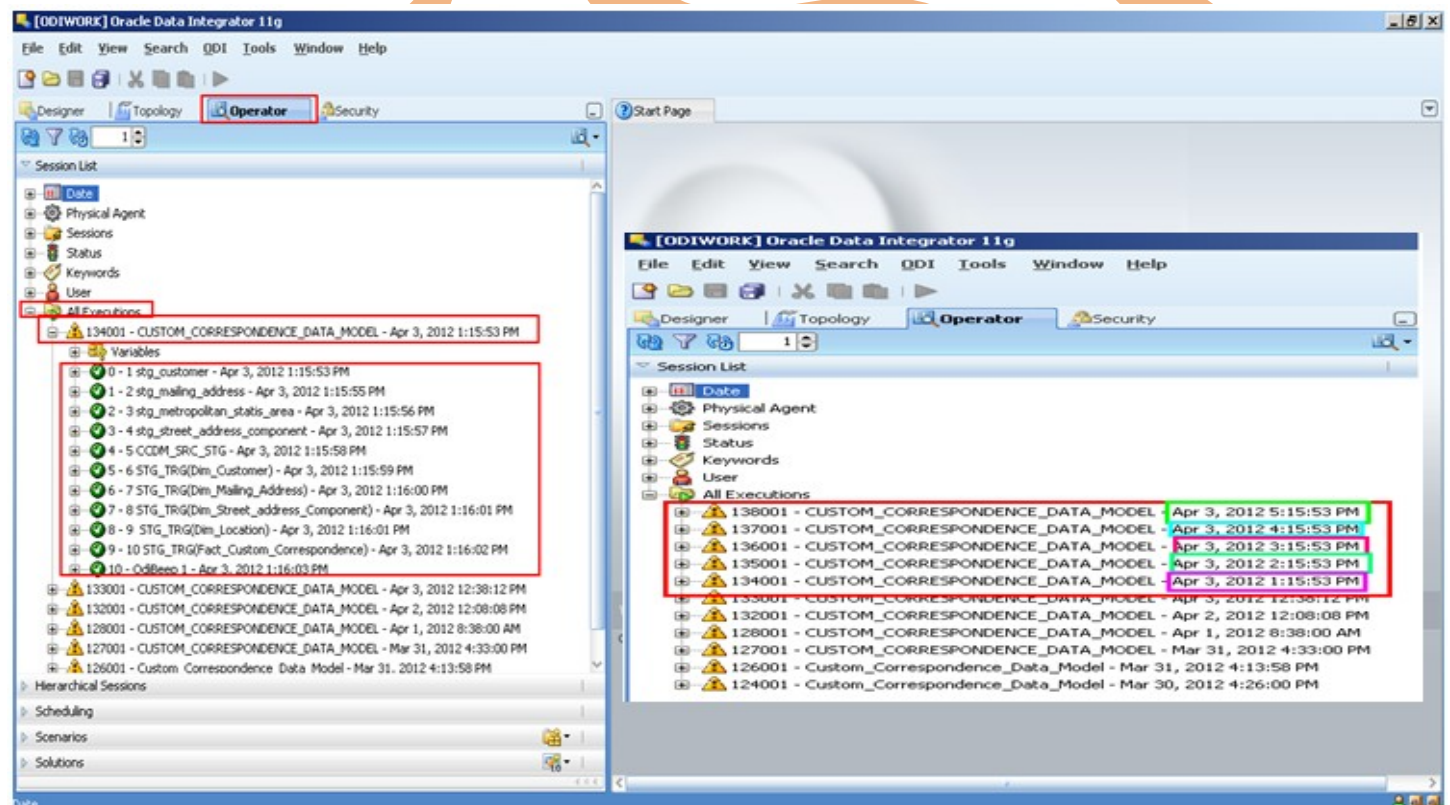 [ODIWORK] Oracle Data Integrator 11g
File Edit View Search ODI Tools Window Help
Designer Topology Operator Security
1
Session List
Date
Physical Agent
Sessions
Status
Keywords
User
All Executions
134001 - CUSTOM_CORRESPONDENCE_DATA_MODEL - Apr 3, 2012 1:15:53 PM
Variables
0 - 1 stg_customer - Apr 3, 2012 1:15:53 PM
1 - 2 stg_mailing_address - Apr 3, 2012 1:15:55 PM
2 - 3 stg_metropolitan_statis_area - Apr 3, 2012 1:15:56 PM
3 - 4 stg_street_address_component - Apr 3, 2012 1:15:57 PM
4 - 5 CCDM_SRC_STG - Apr 3, 2012 1:15:58 PM
5 - 6 STG_TRG(Dim_Customer) - Apr 3, 2012 1:15:59 PM
6 - 7 STG_TRG(Dim_Mailing_Address) - Apr 3, 2012 1:16:00 PM
7 - 8 STG_TRG(Dim_Street_address_Component) - Apr 3, 2012 1:16:01 PM
8 - 9 STG_TRG(Dim_Location) - Apr 3, 2012 1:16:01 PM
9 - 10 STG_TRG(Fact_Custom_Correspondence) - Apr 3, 2012 1:16:02 PM
10 - OdiBeep 1 - Apr 3, 2012 1:16:03 PM
133001 - CUSTOM_CORRESPONDENCE_DATA_MODEL - Apr 3, 2012 12:38:12 PM
132001 - CUSTOM_CORRESPONDENCE_DATA_MODEL - Apr 2, 2012 12:08:08 PM
128001 - CUSTOM_CORRESPONDENCE_DATA_MODEL - Apr 1, 2012 8:38:00 AM
127001 - CUSTOM_CORRESPONDENCE_DATA_MODEL - Mar 31, 2012 4:33:00 PM
126001 - Custom_Correspondence_Data_Model - Mar 31, 2012 4:13:58 PM
Hierarchical Sessions
Scheduling
Scenarios
Solutions
Date
Start Page
[ODIWORK] Oracle Data Integrator 11g
File Edit View Search ODI Tools Window Help
Designer Topology Operator Security
1
Session List
Date
Physical Agent
Sessions
Status
Keywords
User
All Executions
138001 - CUSTOM_CORRESPONDENCE_DATA_MODEL - Apr 3, 2012 5:15:53 PM
137001 - CUSTOM_CORRESPONDENCE_DATA_MODEL - Apr 3, 2012 4:15:53 PM
136001 - CUSTOM_CORRESPONDENCE_DATA_MODEL - Apr 3, 2012 3:15:53 PM
135001 - CUSTOM_CORRESPONDENCE_DATA_MODEL - Apr 3, 2012 2:15:53 PM
134001 - CUSTOM_CORRESPONDENCE_DATA_MODEL - Apr 3, 2012 1:15:53 PM
133001 - CUSTOM_CORRESPONDENCE_DATA_MODEL - Apr 3, 2012 12:38:12 PM
132001 - CUSTOM_CORRESPONDENCE_DATA_MODEL - Apr 2, 2012 12:08:08 PM
128001 - CUSTOM_CORRESPONDENCE_DATA_MODEL - Apr 1, 2012 8:38:00 AM
127001 - CUSTOM_CORRESPONDENCE_DATA_MODEL - Mar 31, 2012 4:33:00 PM
126001 - Custom_Correspondence_Data_Model - Mar 31, 2012 4:13:58 PM
124001 - Custom_Correspondence_Data_Model - Mar 30, 2012 4:26:00 PM